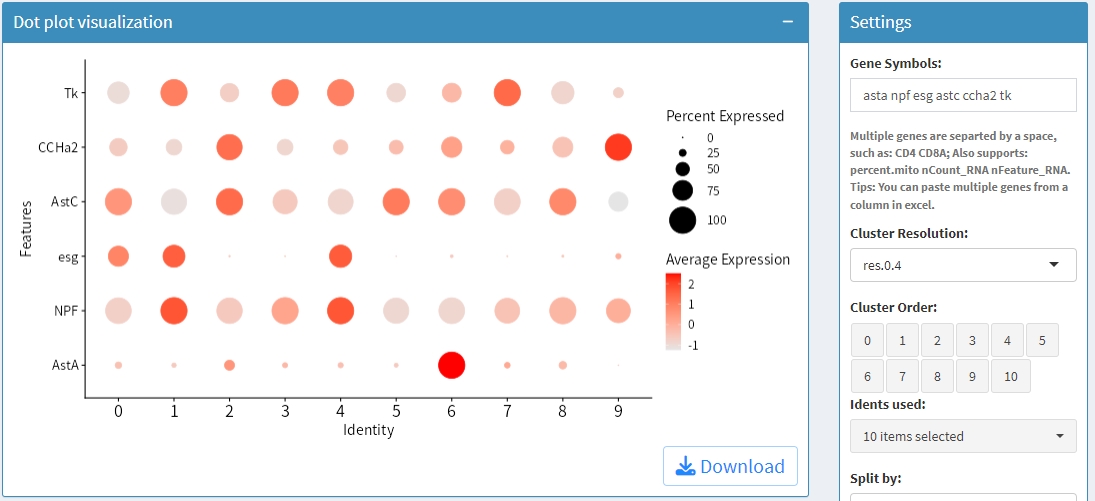 Dot plot visualization
Tk
CCHa2
AstC
esg
NPF
AstA
Features
0 1 2 3 4 5 6 7 8 9
Identity
Percent Expressed
0
25
50
75
100
Average Expression
2
1
0
-1
Download
Settings
Gene Symbols:
asta npf esg astc ccha2 tk
Multiple genes are separted by a space,
such as: CD4 CD8A; Also supports:
percent.mito nCount_RNA nFeature_RNA.
Tips: You can paste multiple genes from a
column in excel.
Cluster Resolution:
res.0.4
Cluster Order:
0 1 2 3 4 5
6 7 8 9 10
Idents used:
10 items selected
Split by: